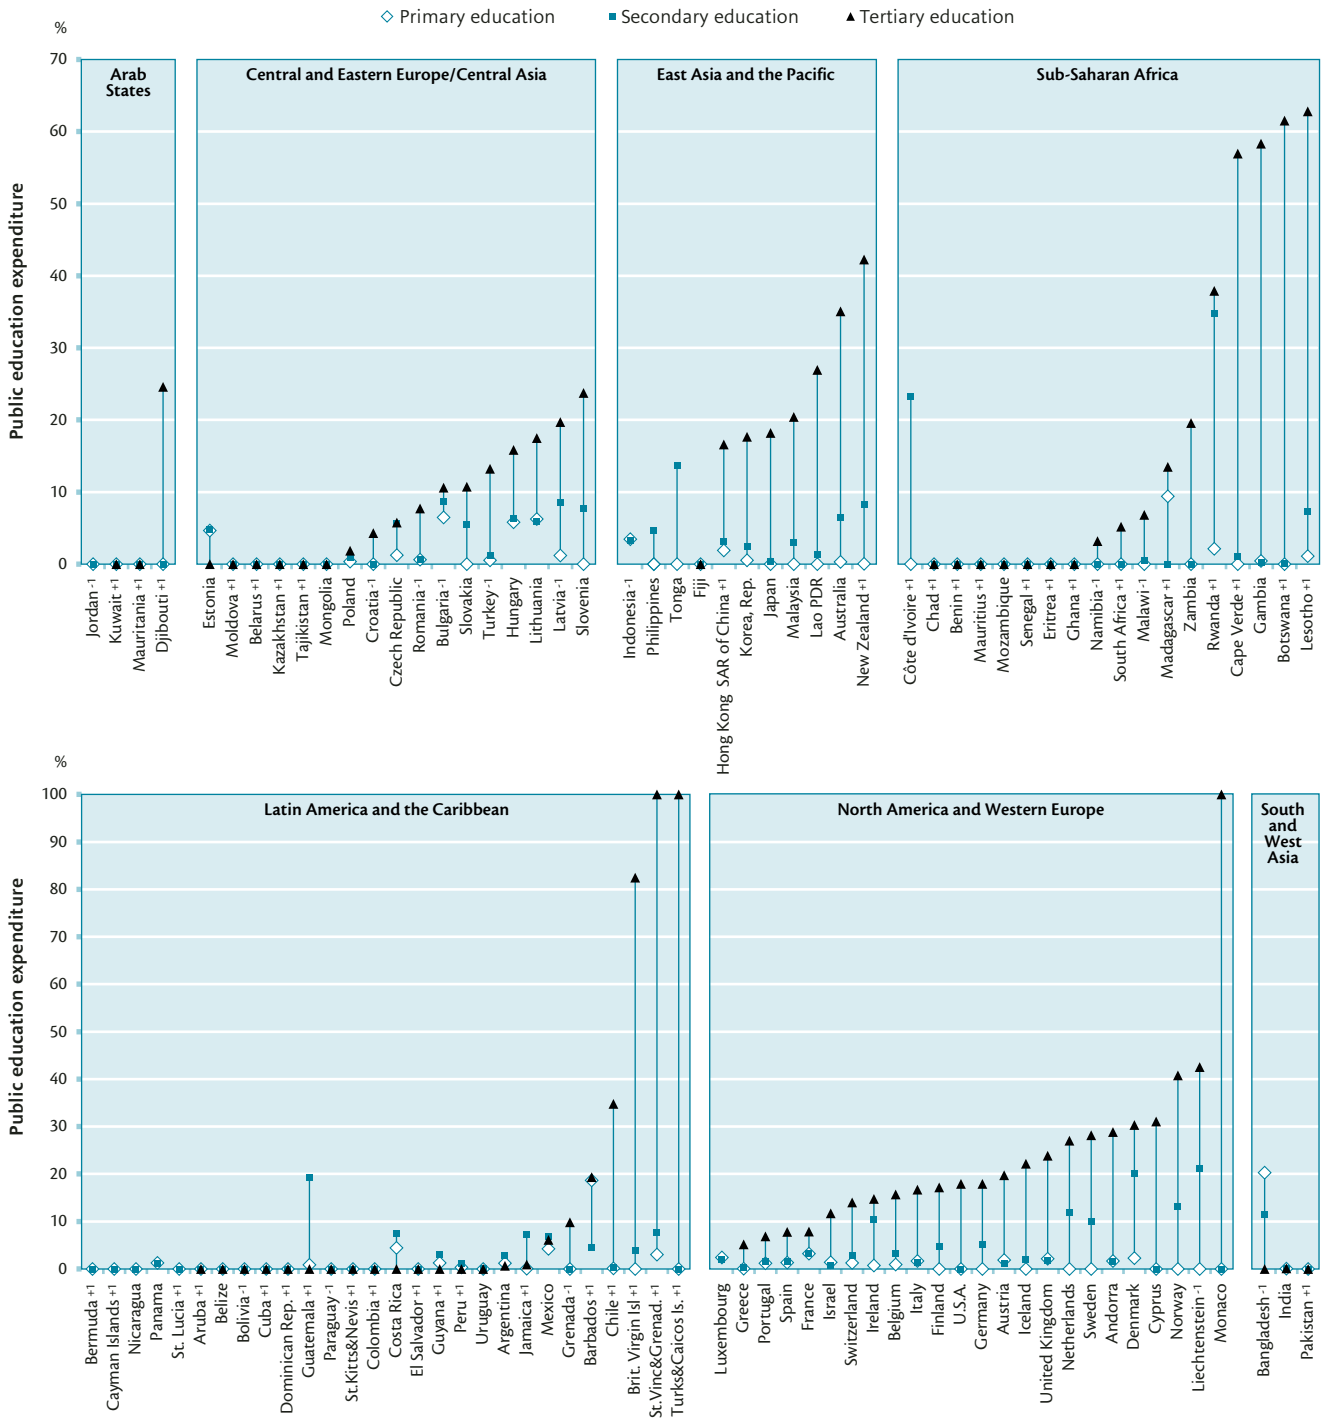 Primary education
Secondary education
Tertiary education
%
Public education expenditure
70
60
50
40
30
20
10
0
Arab
States
Central and Eastern Europe/Central Asia
East Asia and the Pacific
Sub-Saharan Africa
Jordan -1
Kuwait +1
Mauritania +1
Djibouti +1
Estonia
Moldova +1
Belarus +1
Kazakhstan +1
Tajikistan +1
Mongolia
Poland
Croatia -1
Czech Republic
Romania -1
Bulgaria -1
Slovakia
Turkey -1
Hungary
Lithuania
Latvia -1
Slovenia
Indonesia -1
Philippines
Tonga
Fiji
Hong Kong SAR of China +1
Korea, Rep.
Japan
Malaysia
Lao PDR
Australia
New Zealand +1
Côte d'Ivoire +1
Chad +1
Benin +1
Mauritius +1
Mozambique
Senegal +1
Eritrea +1
Ghana +1
Namibia -1
South Africa +1
Malawi -1
Madagascar +1
Zambia
Rwanda +1
Cape Verde +1
Gambia
Botswana +1
Lesotho +1
%
Public education expenditure
100
90
80
70
60
50
40
30
20
10
0
Latin America and the Caribbean
North America and Western Europe
South
and
West
Asia
Bermuda +1
Cayman Islands +1
Nicaragua
Panama
St. Lucia +1
Aruba +1
Belize
Bolivia -1
Cuba +1
Dominican Rep. +1
Guatemala +1
Paraguay -1
St.Kitts&Nevis +1
Colombia +1
Costa Rica
El Salvador +1
Guyana +1
Peru +1
Uruguay
Argentina
Jamaica +1
Mexico
Grenada -1
Barbados +1
Chile +1
Brit. Virgin Isl +1
St.Vinc&Grenad. +1
Turks&Caicos Is. +1
Luxembourg
Greece
Portugal
Spain
France
Israel
Switzerland
Ireland
Belgium
Italy
Finland
U.S.A.
Germany
Austria
Iceland
United Kingdom
Netherlands
Sweden
Andorra
Denmark
Cyprus
Norway
Liechtenstein -1
Monaco
Bangladesh -1
India
Pakistan +1